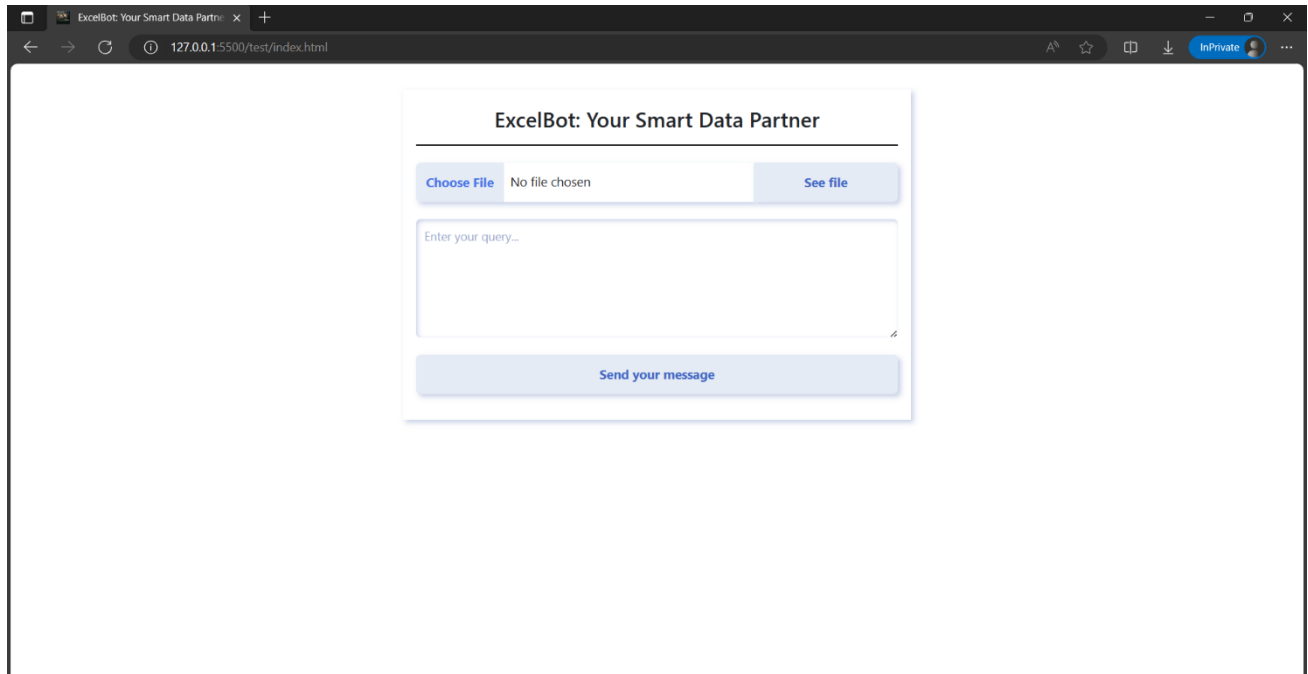 ExcelBot: Your Smart Data Partne
127.0.0.1:5500/test/index.html
InPrivate
ExcelBot: Your Smart Data Partner
Choose File No file chosen See file
Enter your query...
Send your message